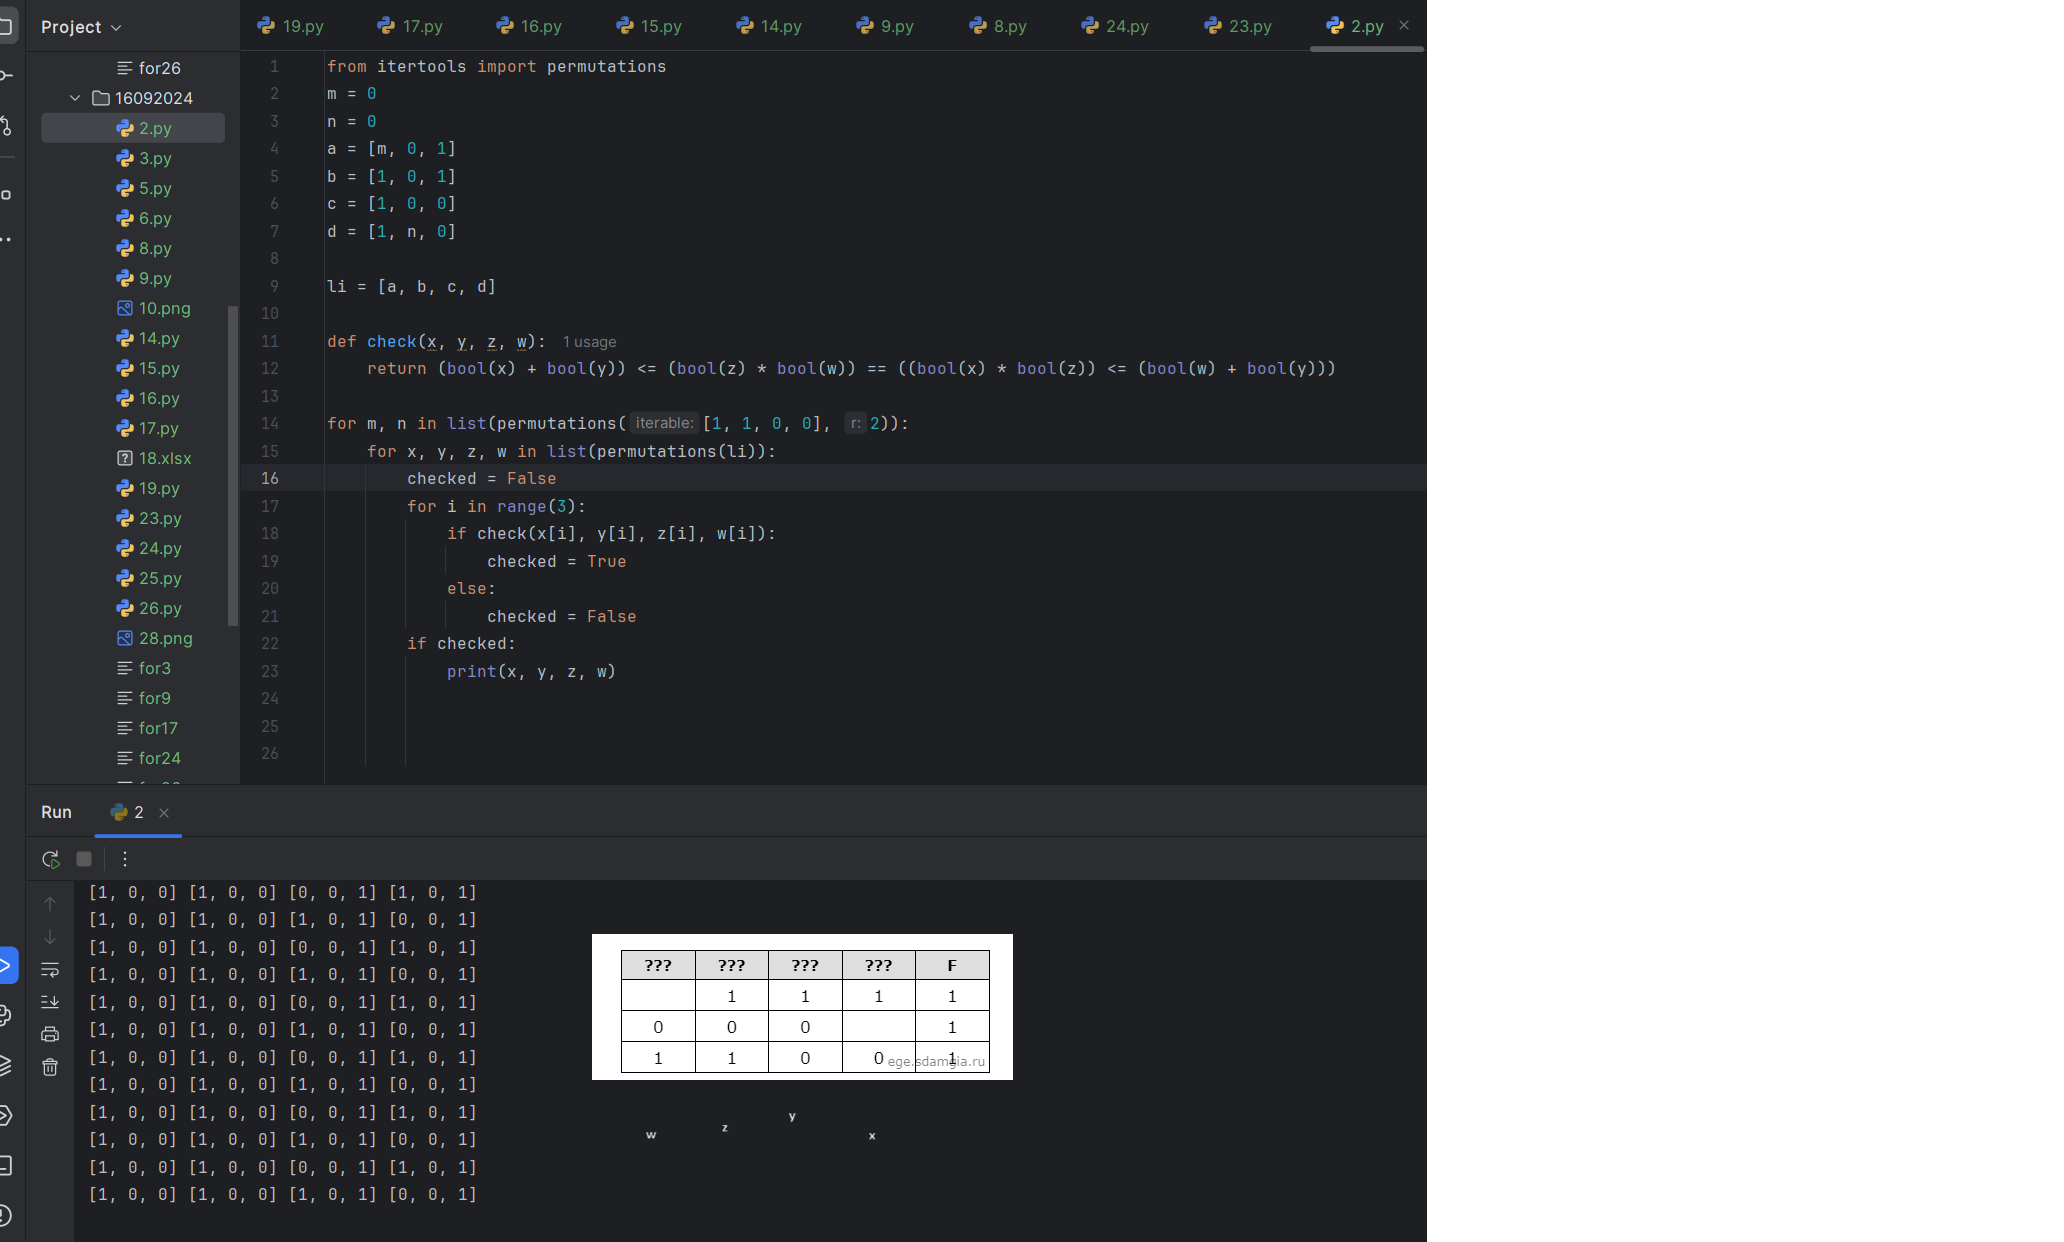 Project
19.py 17.py 16.py 15.py 14.py 9.py 8.py 24.py 23.py 2.py
for26
16092024
2.py
3.py
5.py
6.py
8.py
9.py
10.png
14.py
15.py
16.py
17.py
18.xlsx
19.py
23.py
24.py
25.py
26.py
28.png
for3
for9
for17
for24
1 from itertools import permutations
2 m = 0
3 n = 0
4 a = [m, 0, 1]
5 b = [1, 0, 1]
6 c = [1, 0, 0]
7 d = [1, n, 0]
8
9 li = [a, b, c, d]
10
11 def check(x, y, z, w): 1 usage
12 return (bool(x) + bool(y)) <= (bool(z) * bool(w)) == ((bool(x) * bool(z)) <= (bool(w) + bool(y)))
13
14 for m, n in list(permutations( iterable: [1, 1, 0, 0], r: 2)):
15 for x, y, z, w in list(permutations(li)):
16 checked = False
17 for i in range(3):
18 if check(x[i], y[i], z[i], w[i]):
19 checked = True
20 else:
21 checked = False
22 if checked:
23 print(x, y, z, w)
24
25
26
Run 2
[1, 0, 0] [1, 0, 0] [0, 0, 1] [1, 0, 1]
[1, 0, 0] [1, 0, 0] [1, 0, 1] [0, 0, 1]
[1, 0, 0] [1, 0, 0] [0, 0, 1] [1, 0, 1]
[1, 0, 0] [1, 0, 0] [1, 0, 1] [0, 0, 1]
[1, 0, 0] [1, 0, 0] [0, 0, 1] [1, 0, 1]
[1, 0, 0] [1, 0, 0] [1, 0, 1] [0, 0, 1]
[1, 0, 0] [1, 0, 0] [0, 0, 1] [1, 0, 1]
[1, 0, 0] [1, 0, 0] [1, 0, 1] [0, 0, 1]
[1, 0, 0] [1, 0, 0] [0, 0, 1] [1, 0, 1]
[1, 0, 0] [1, 0, 0] [1, 0, 1] [0, 0, 1]
[1, 0, 0] [1, 0, 0] [0, 0, 1] [1, 0, 1]
[1, 0, 0] [1, 0, 0] [1, 0, 1] [0, 0, 1]
??? ??? ??? ??? F
1 1 1 1
0 0 0 1
1 1 0 0 1
ege.sdamgia.ru
w z y x